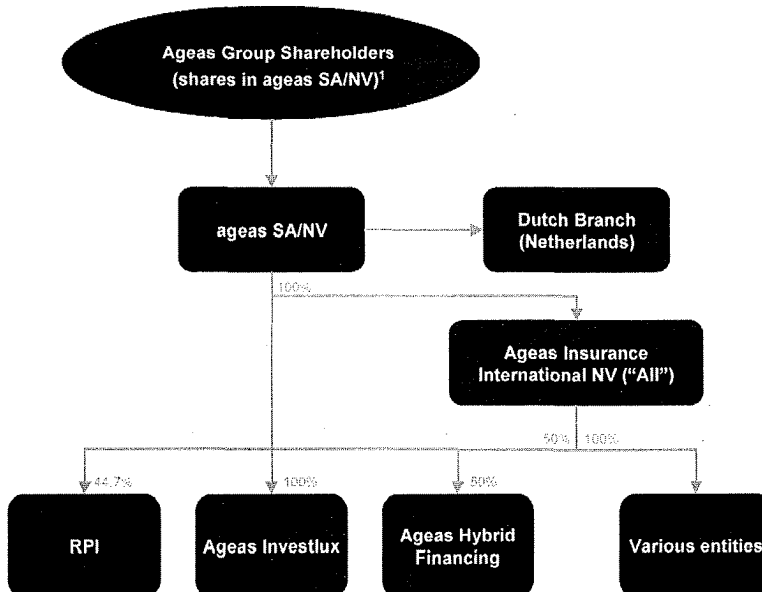 Ageas Group Shareholders
(shares in ageas SA/NV)¹
ageas SA/NV
Dutch Branch
(Netherlands)
100%
Ageas Insurance
International NV (“AII”)
50% 100%
44.7%
100%
50%
RPI
Ageas Investlux
Ageas Hybrid
Financing
Various entities